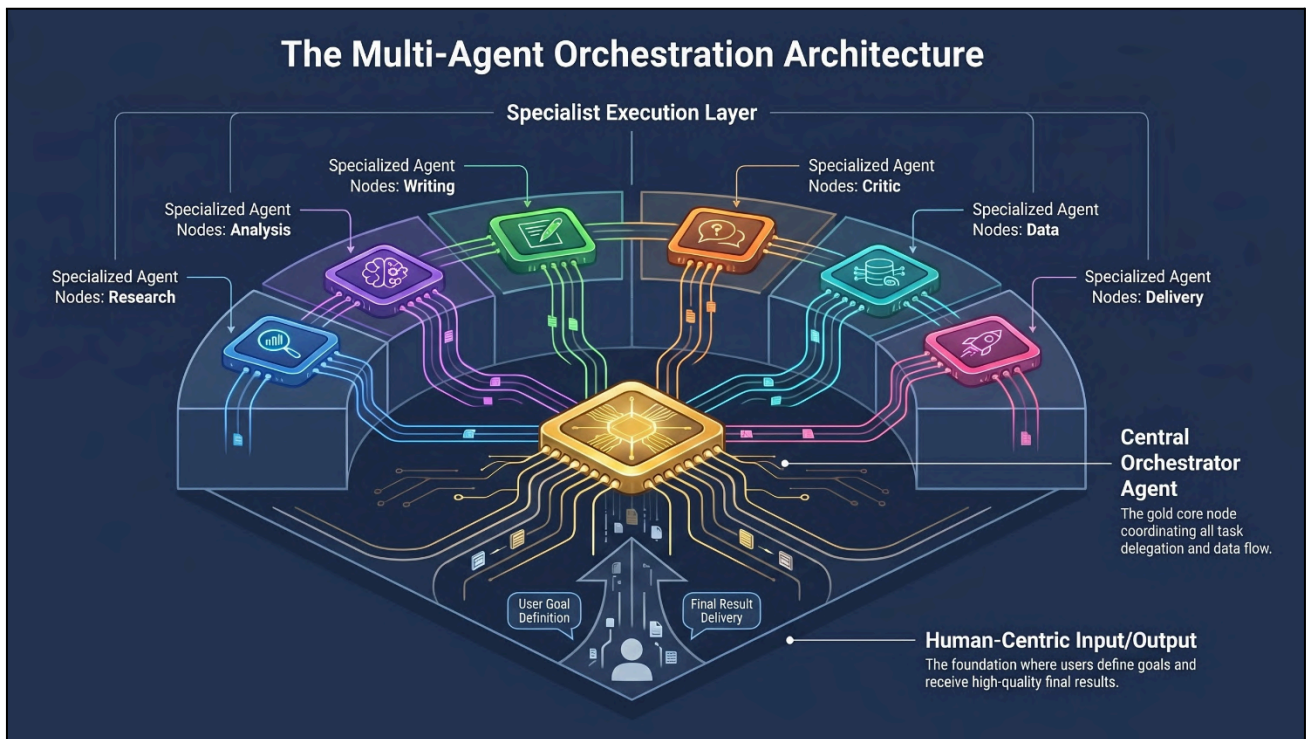 The Multi-Agent Orchestration Architecture
Specialist Execution Layer
Specialized Agent
Nodes: Writing
Specialized Agent
Nodes: Critic
Specialized Agent
Nodes: Analysis
Specialized Agent
Nodes: Data
Specialized Agent
Nodes: Research
Specialized Agent
Nodes: Delivery
?
Central
Orchestrator
Agent
The gold core node
coordinating all task
delegation and data flow.
User Goal
Definition
Final Result
Delivery
Human-Centric Input/Output
The foundation where users define goals and
receive high-quality final results.